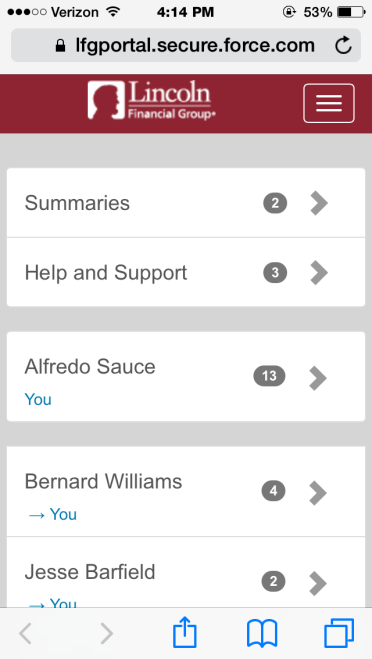 Verizon 4:14 PM 53%
lfgportal.secure.force.com
Lincoln
Financial Group®
Summaries 2
Help and Support 3
Alfredo Sauce 13
You
Bernard Williams 4
→ You
Jesse Barfield 2
→ You